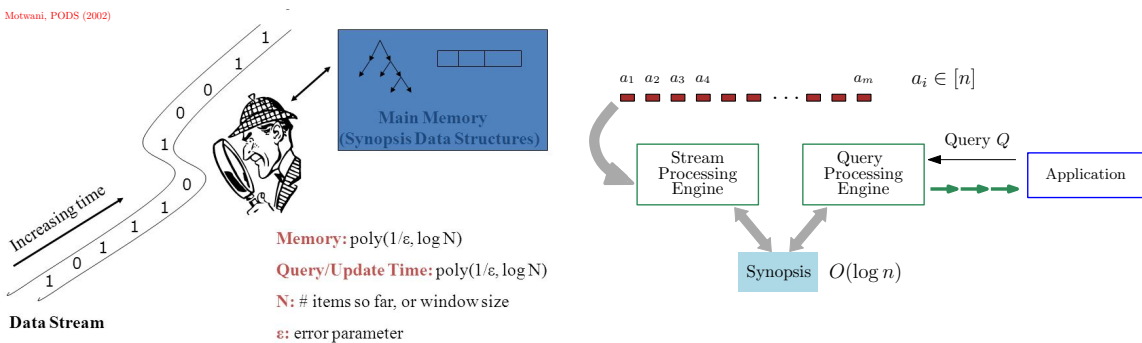 Motwani, PODS (2002)
1
1
0
0
1
0
1
1
1
0
1
Increasing time
Data Stream
Main Memory
(Synopsis Data Structures)
Memory: poly(1/ε, log N)
Query/Update Time: poly(1/ε, log N)
N: # items so far, or window size
ε: error parameter
a₁ a₂ a₃ a₄ aₘ aᵢ ∈ [n]
· · ·
Stream
Processing
Engine
Query
Processing
Engine
Query Q
Application
Synopsis O(log n)